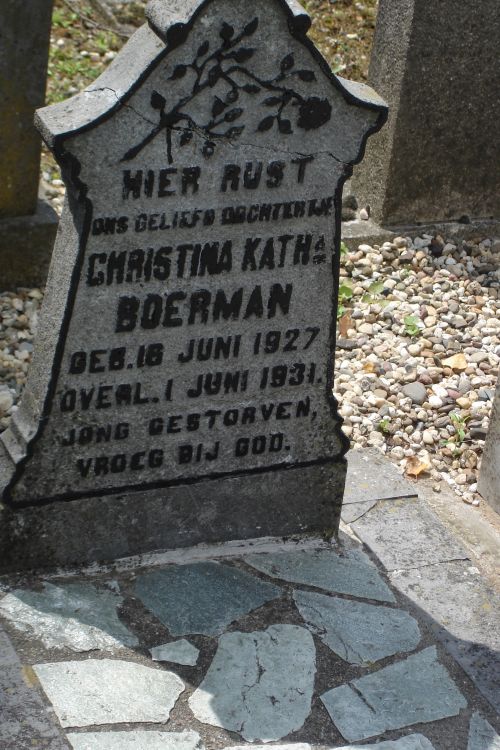 HIER RUST
ONS GELIEFD DOCHTERTJE
CHRISTINA KATHA
BOERMAN
GEB. 16 JUNI 1927
OVERL. 1 JUNI 1931.
JONG GESTORVEN,
VROEG BIJ GOD.